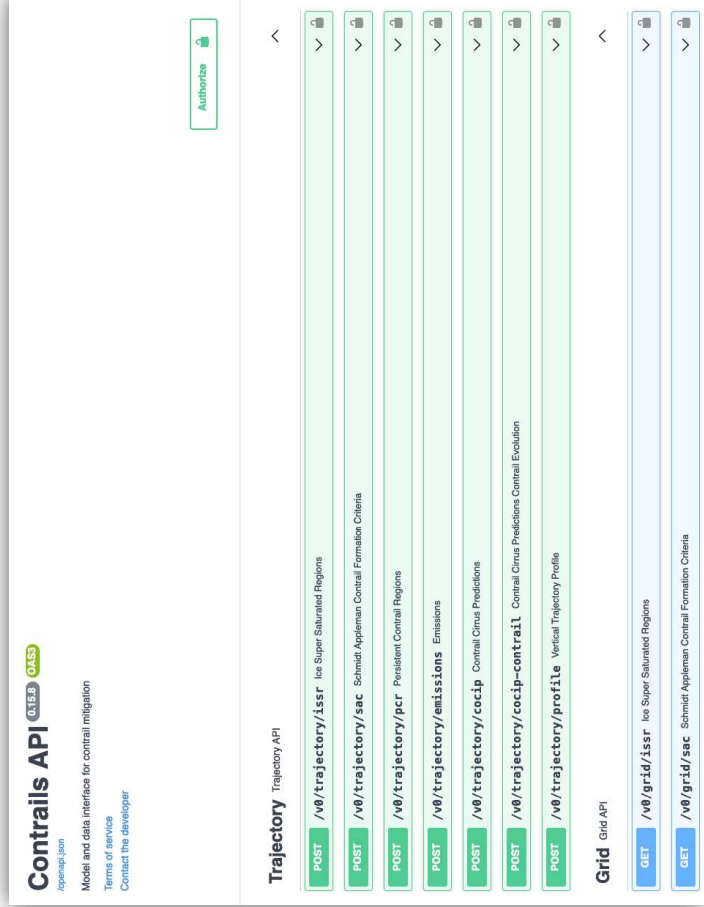 Contrails API 0.15.8 OAS3
/openapi.json
Model and data interface for contrail mitigation
Terms of service
Contact the developer
Authorize
Trajectory Trajectory API
POST /v0/trajectory/issr Ice Super Saturated Regions
POST /v0/trajectory/sac Schmidt Appleman Contrail Formation Criteria
POST /v0/trajectory/pcr Persistent Contrail Regions
POST /v0/trajectory/emissions Emissions
POST /v0/trajectory/cocip Contrail Cirrus Predictions
POST /v0/trajectory/cocip-contrail Contrail Cirrus Predictions Contrail Evolution
POST /v0/trajectory/profile Vertical Trajectory Profile
Grid Grid API
GET /v0/grid/issr Ice Super Saturated Regions
GET /v0/grid/sac Schmidt Appleman Contrail Formation Criteria